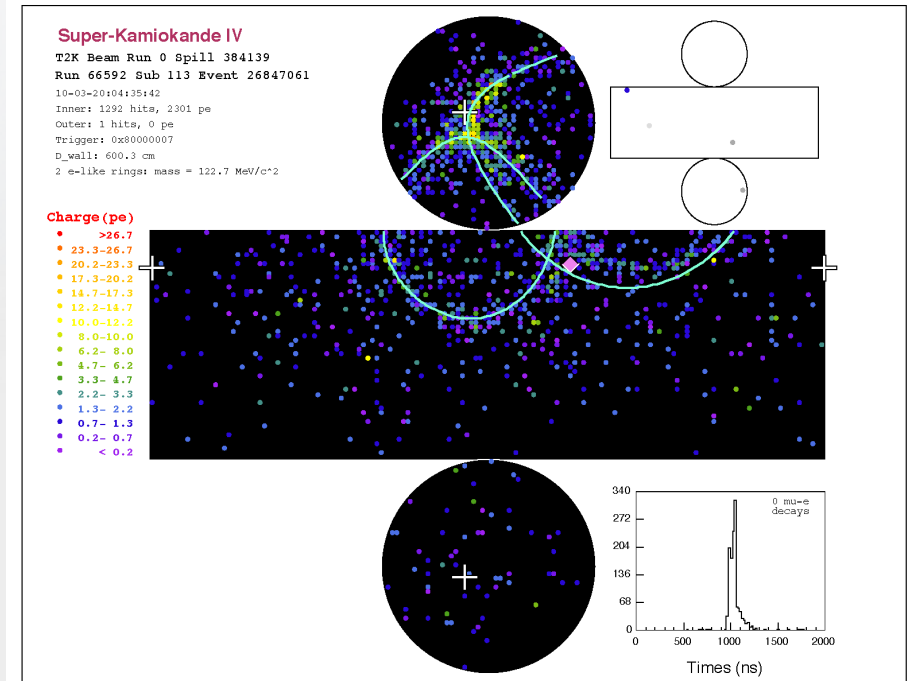 Super-Kamiokande IV
T2K Beam Run 0 Spill 384139
Run 66592 Sub 113 Event 26847061
10-03-20:04:35:42
Inner: 1292 hits, 2301 pe
Outer: 1 hits, 0 pe
Trigger: 0x80000007
D_wall: 600.3 cm
2 e-like rings: mass = 122.7 MeV/c^2
Charge(pe)
>26.7
23.3-26.7
20.2-23.3
17.3-20.2
14.7-17.3
12.2-14.7
10.0-12.2
8.0-10.0
6.2- 8.0
4.7- 6.2
3.3- 4.7
2.2- 3.3
1.3- 2.2
0.7- 1.3
0.2- 0.7
< 0.2
0 mu-e
decays
340
272
204
136
68
0
0 500 1000 1500 2000
Times (ns)